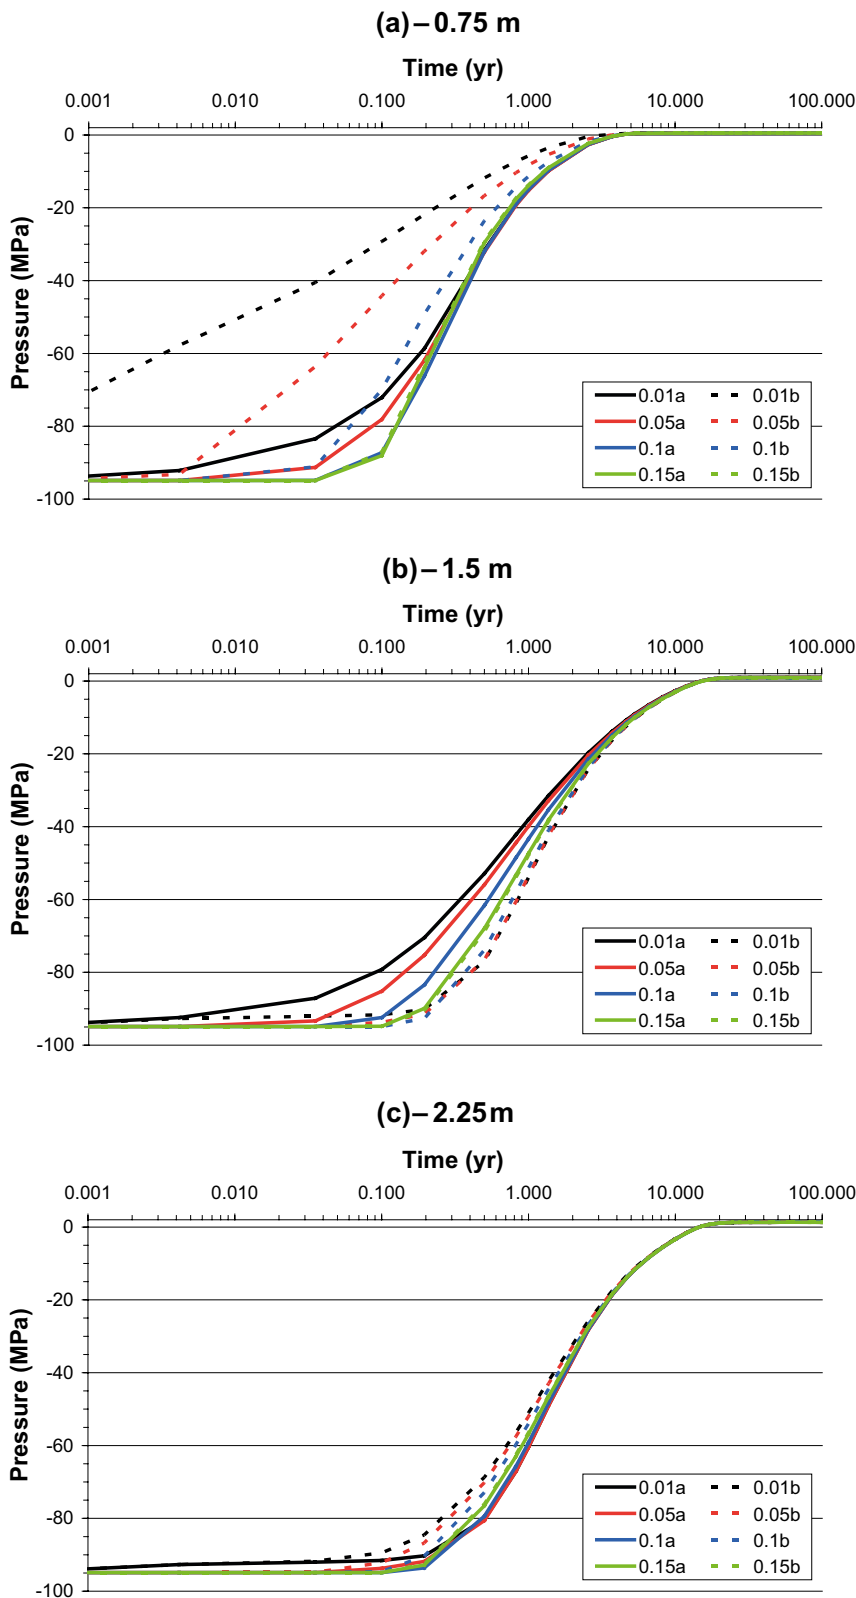 (a) – 0.75 m
Time (yr)
0.001 0.010 0.100 1.000 10.000 100.000
Pressure (MPa)
0
-20
-40
-60
-80
-100
0.01a 0.01b
0.05a 0.05b
0.1a 0.1b
0.15a 0.15b
(b) – 1.5 m
Time (yr)
0.001 0.010 0.100 1.000 10.000 100.000
Pressure (MPa)
0
-20
-40
-60
-80
-100
0.01a 0.01b
0.05a 0.05b
0.1a 0.1b
0.15a 0.15b
(c) – 2.25 m
Time (yr)
0.001 0.010 0.100 1.000 10.000 100.000
Pressure (MPa)
0
-20
-40
-60
-80
-100
0.01a 0.01b
0.05a 0.05b
0.1a 0.1b
0.15a 0.15b